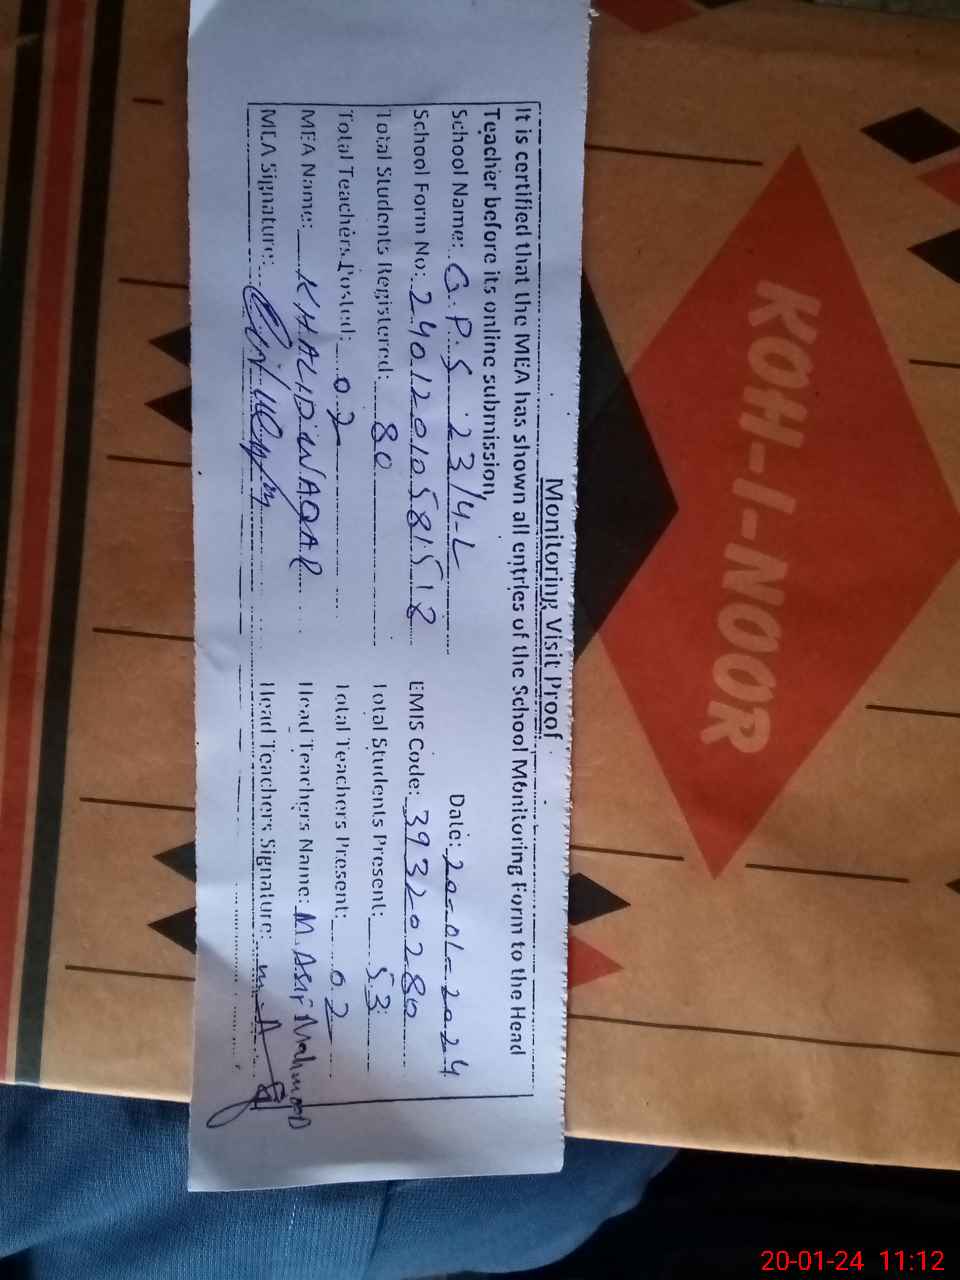 Monitoring Visit Proof
It is certified that the MEA has shown all entries of the School Monitoring Form to the Head
Teacher before its online submission.
School Name: G.P.S 23/4-L Date: 20-01-2024
School Form No: 24012010581512 EMIS Code: 39320280
Total Students Registered: 80 Total Students Present: 53
Total Teachers Posted: 02 Total Teachers Present: 02
MEA Name: KHALID WAQAR Head Teachers Name: M. Asif Mahmood
MEA Signature: Head Teachers Signature:
KOH-I-NOOR
20-01-24 11:12